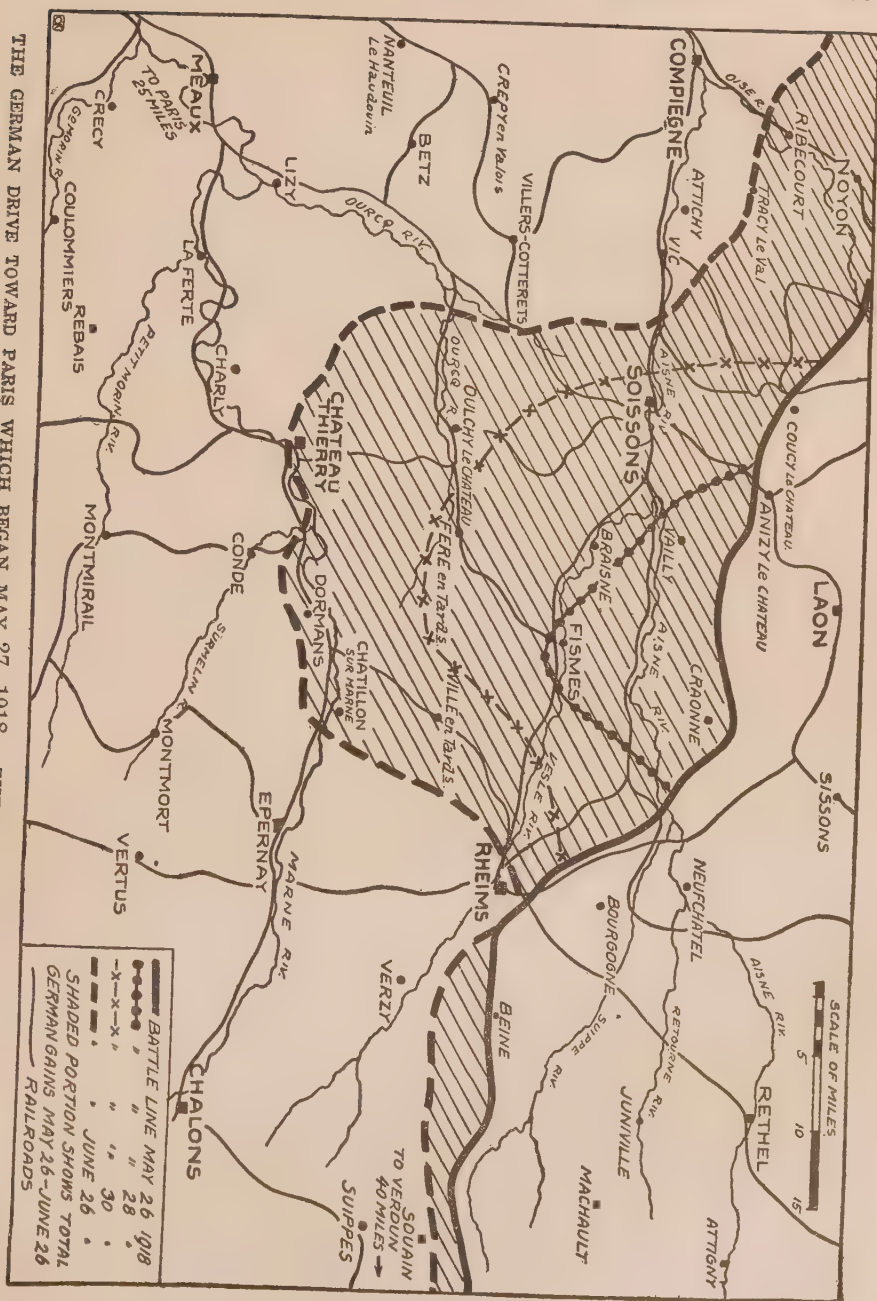 NOYON
RIBECOURT
OISE R.
TRACY Le Val
COMPIEGNE
ATTICHY
VIC
CREPY en Valois
NANTEUIL
Le Haudouin
BETZ
VILLERS-COTTERETS
COUCY Le CHATEAU
ANIZY Le CHATEAU
LAON
SISSONS
SOISSONS
AISNE RIV.
VAILLY
AISNE RIV.
CRAONNE
BRAISNE
FISMES
VESLE RIV.
NEUFCHATEL
AISNE RIV.
RETHEL
ATTIGNY
SCALE OF MILES
5 10 15
RETOURNE RIV.
JUNIVILLE
MACHAULT
BOURGOGNE
SUIPPE RIV.
BEINE
RHEIMS
VERZY
SOUAIN
TO VERDUN
40 MILES →
SUIPPES
OURCQ RIV.
OURCQ R.
OULCHY Le CHATEAU
FERE en Tards.
VILLE en Tards.
LIZY
MEAUX
TO PARIS
25 MILES
CRECY
GD MORIN R.
COULOMMIERS
REBAIS
LA FERTE
PETIT MORIN RIV.
CHARLY
CHATEAU
THIERRY
DORMANS
CHATILLON
SUR MARNE
CONDE
SURMELIN R.
MONTMIRAIL
MONTMORT
EPERNAY
MARNE RIV.
VERTUS
CHALONS
BATTLE LINE MAY 26 1918
" " " 28 "
-x-x-x " " " 30 "
" " JUNE 26 "
SHADED PORTION SHOWS TOTAL
GERMAN GAINS MAY 26-JUNE 26
RAILROADS
THE GERMAN DRIVE TOWARD PARIS WHICH BEGAN MAY 27, 1918